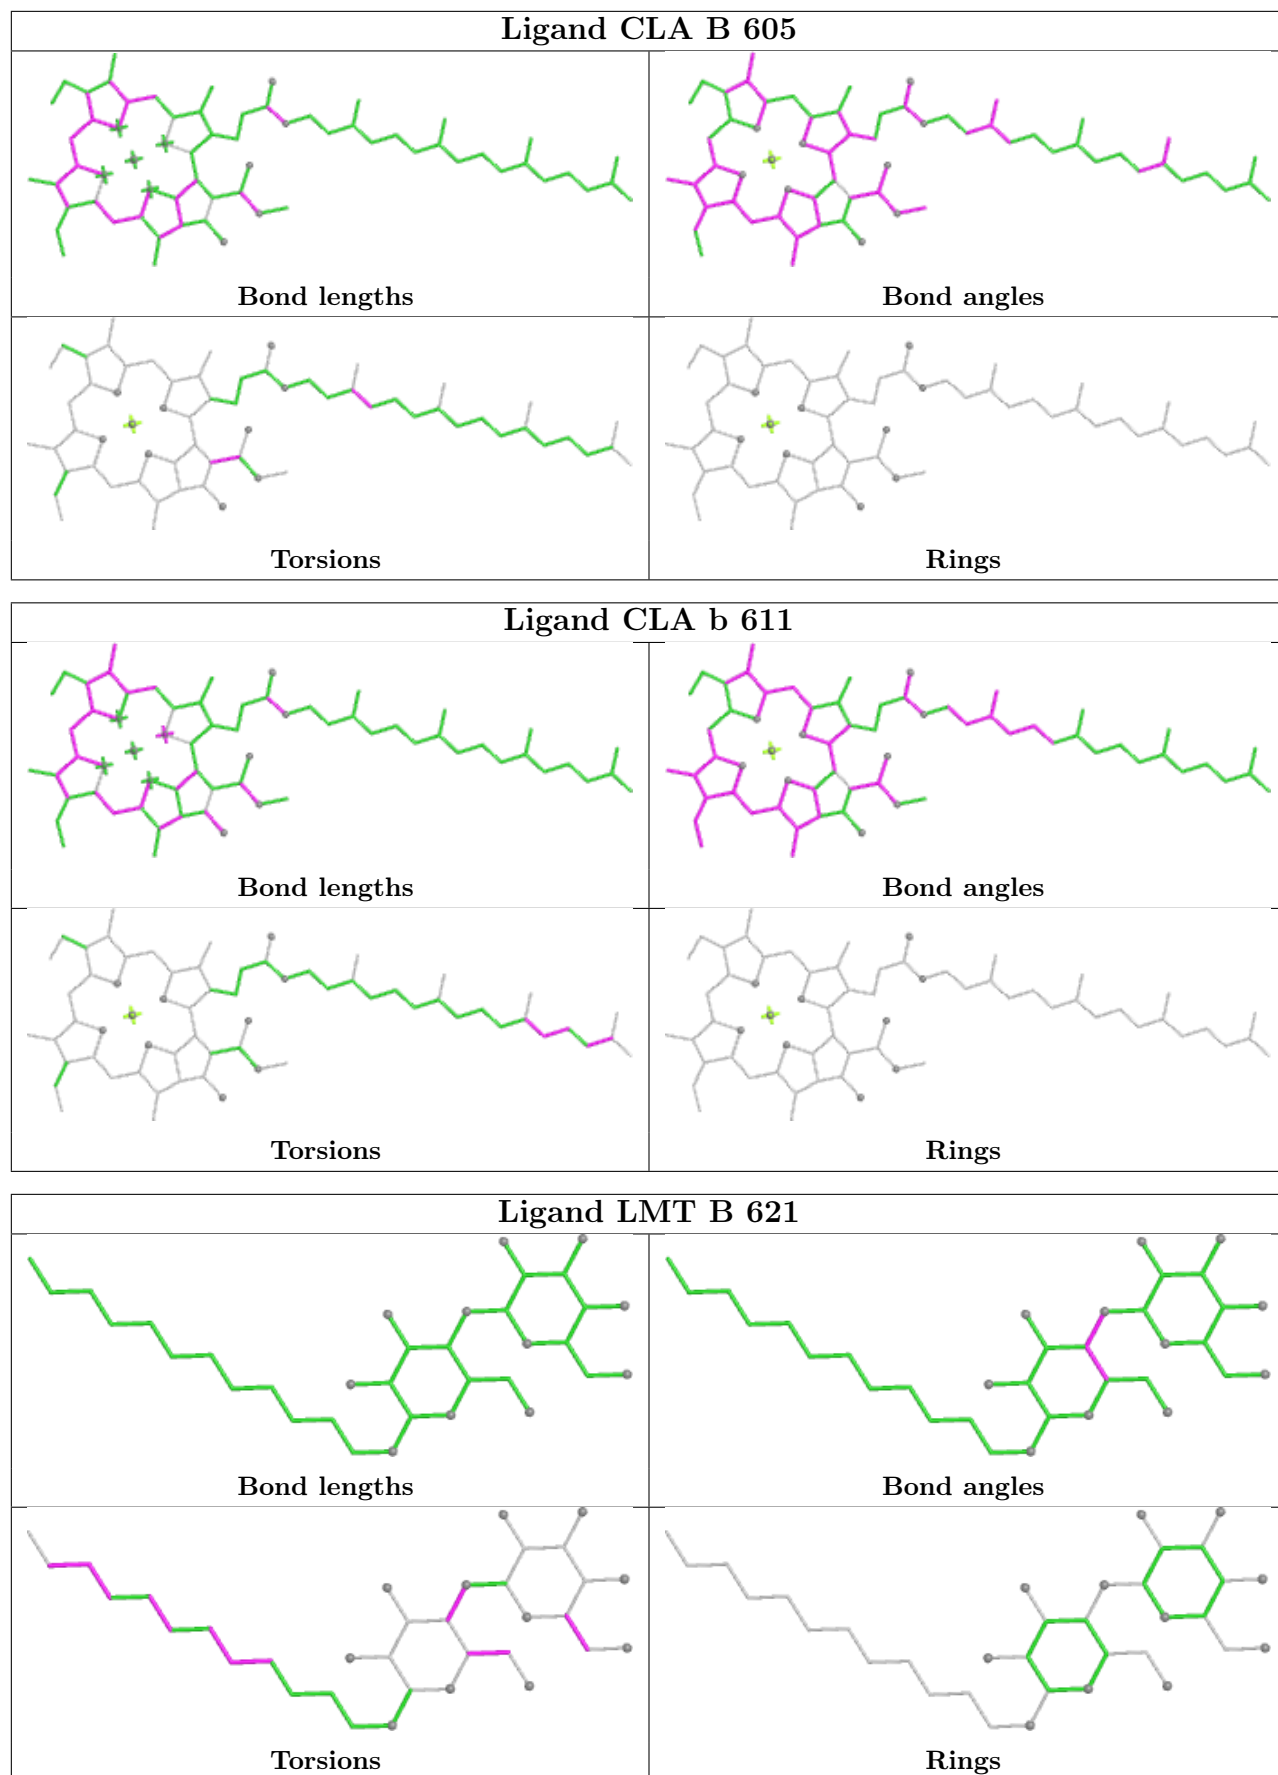 Ligand CLA B 605
Bond lengths
Bond angles
Torsions
Rings
Ligand CLA b 611
Bond lengths
Bond angles
Torsions
Rings
Ligand LMT B 621
Bond lengths
Bond angles
Torsions
Rings